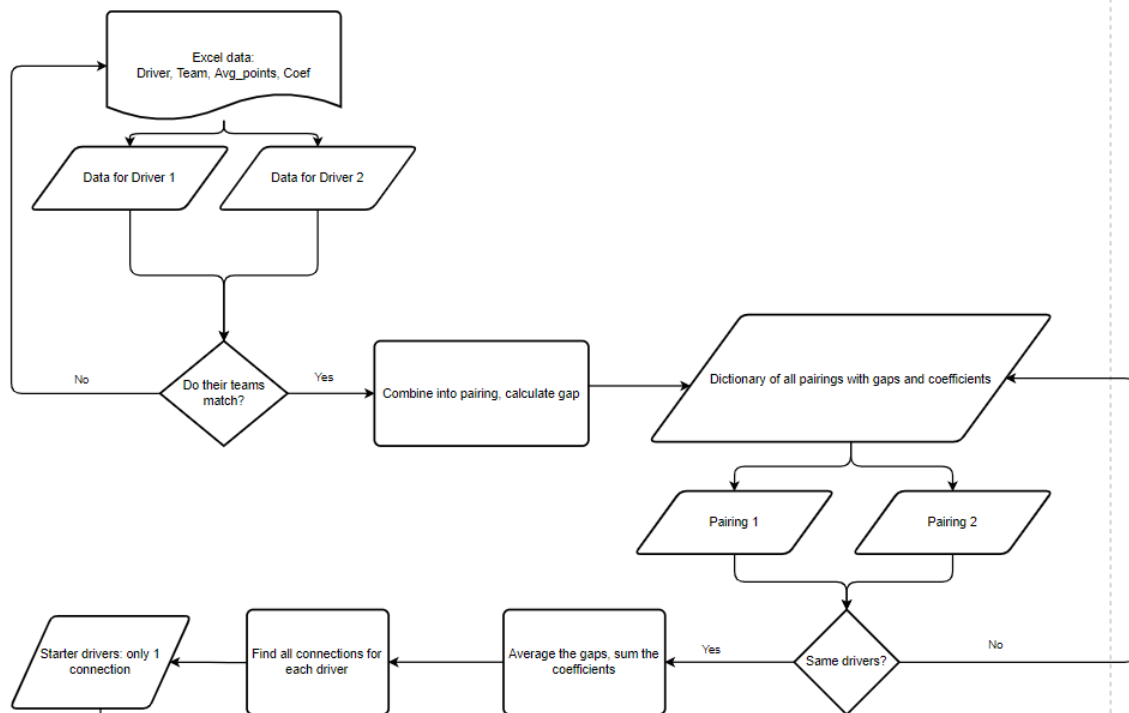 Excel data:
Driver, Team, Avg_points, Coef
Data for Driver 1
Data for Driver 2
Do their teams
match?
No
Yes
Combine into pairing, calculate gap
Dictionary of all pairings with gaps and coefficients
Pairing 1
Pairing 2
Same drivers?
No
Yes
Average the gaps, sum the
coefficients
Find all connections for
each driver
Starter drivers: only 1
connection